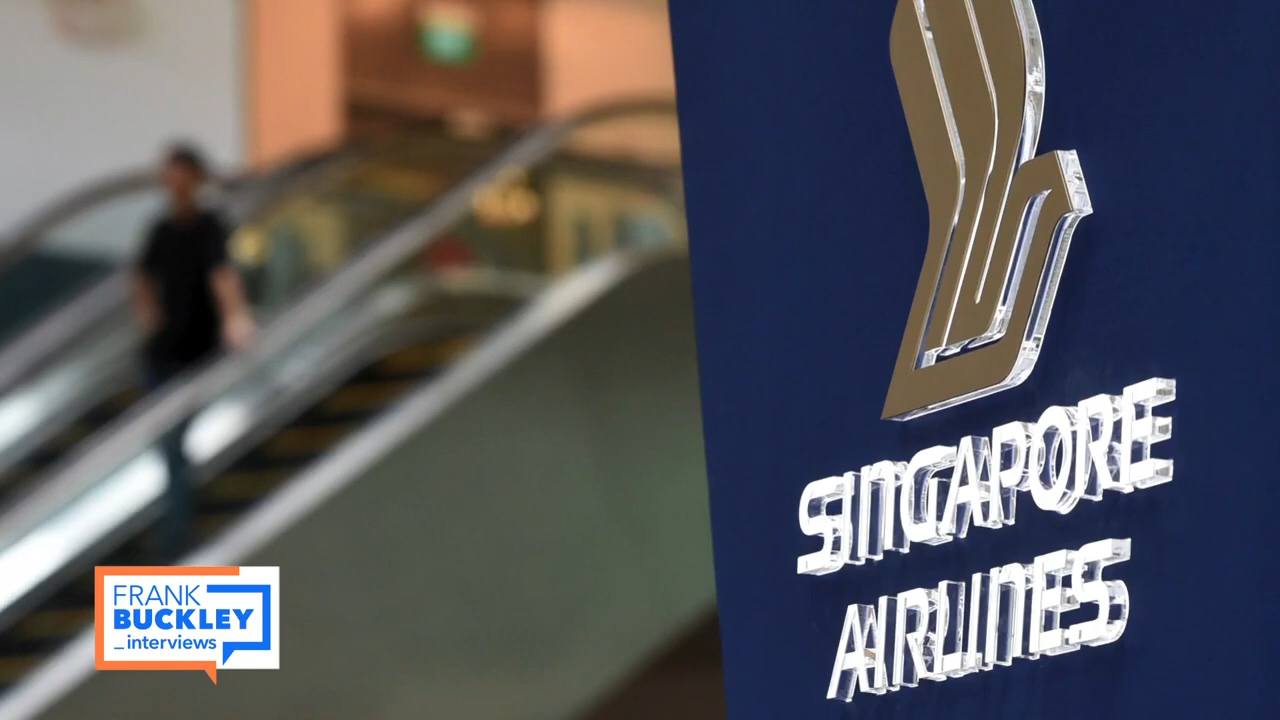 SINGAPORE
AIRLINES
FRANK
BUCKLEY
_interviews